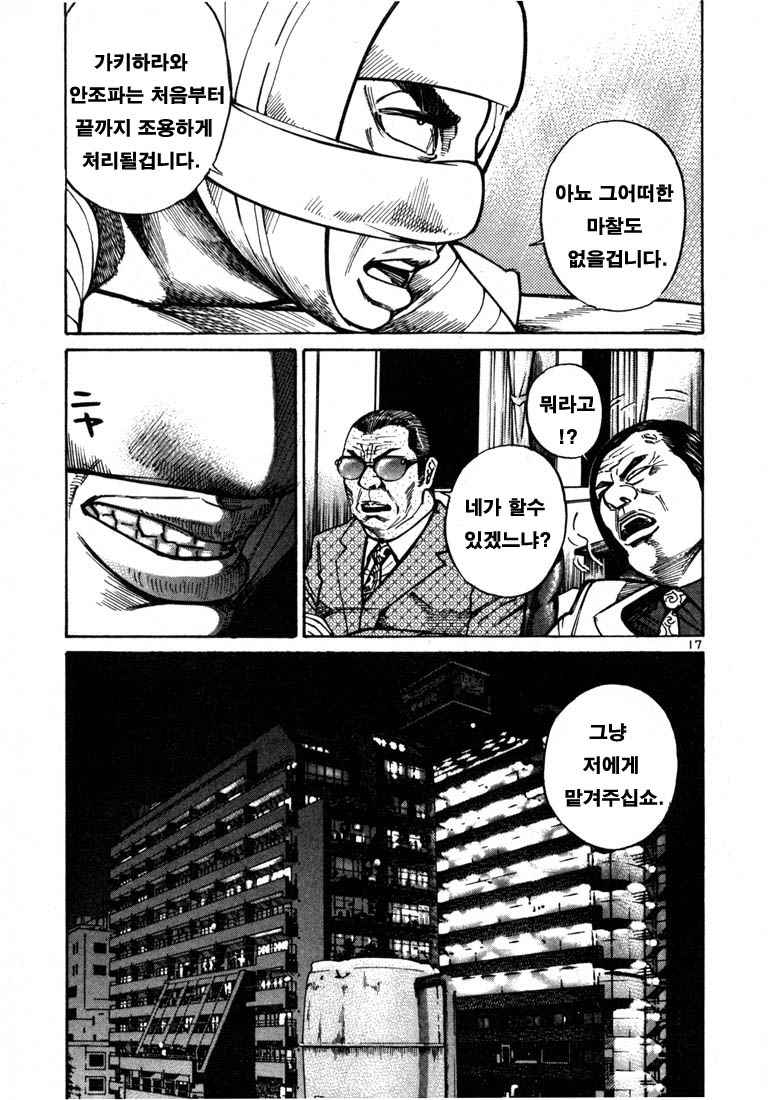 아뇨 그어떠한
마찰도
없을겁니다.
가키하라와
안조파는 처음부터
끝까지 조용하게
처리될겁니다.
뭐라고
!?
네가 할수
있겠느냐?
ニヤ
17
그냥
저에게
맡겨주십쇼.